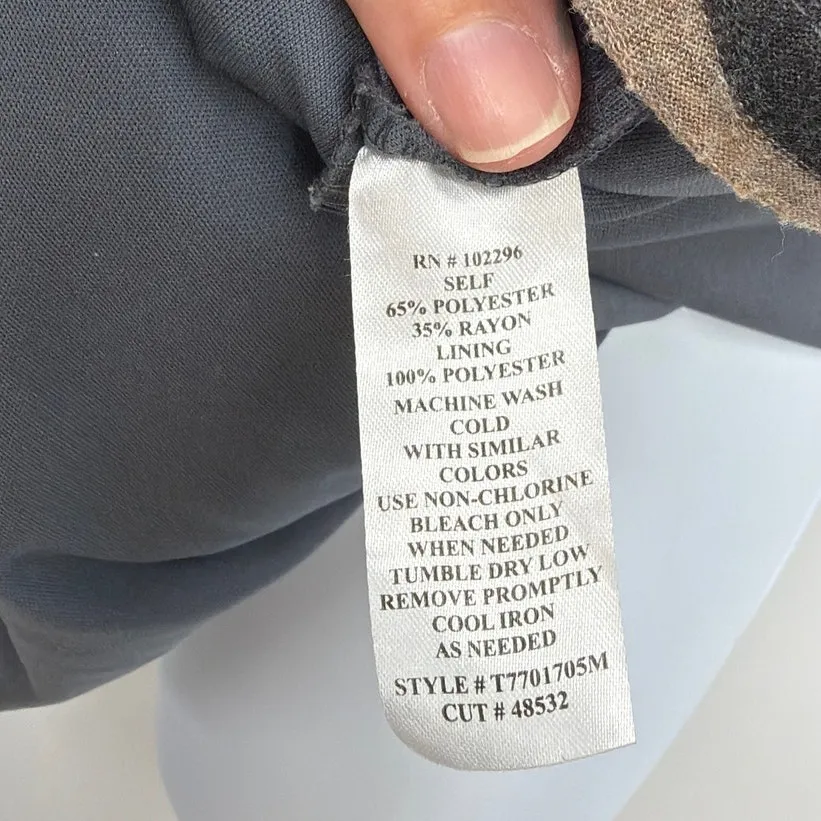 RN # 102296
SELF
65% POLYESTER
35% RAYON
LINING
100% POLYESTER
MACHINE WASH
COLD
WITH SIMILAR
COLORS
USE NON-CHLORINE
BLEACH ONLY
WHEN NEEDED
TUMBLE DRY LOW
REMOVE PROMPTLY
COOL IRON
AS NEEDED
STYLE # T7701705M
CUT # 48532